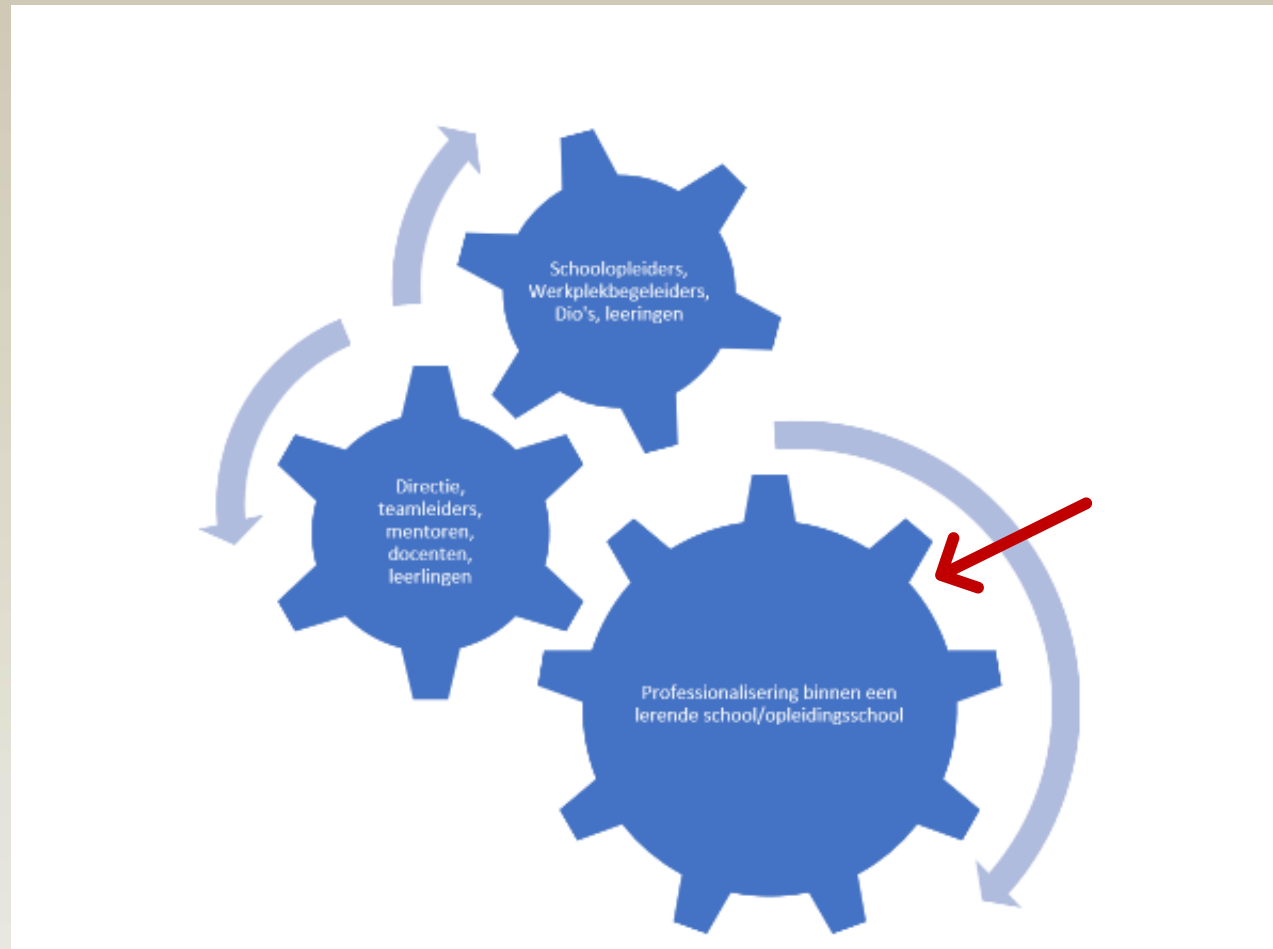 Schoolopleiders,
Werkplekbegeleiders,
Dio's, leeringen
Directie,
teamleiders,
mentoren,
docenten,
leerlingen
Professionalisering binnen een
lerende school/opleidingsschool